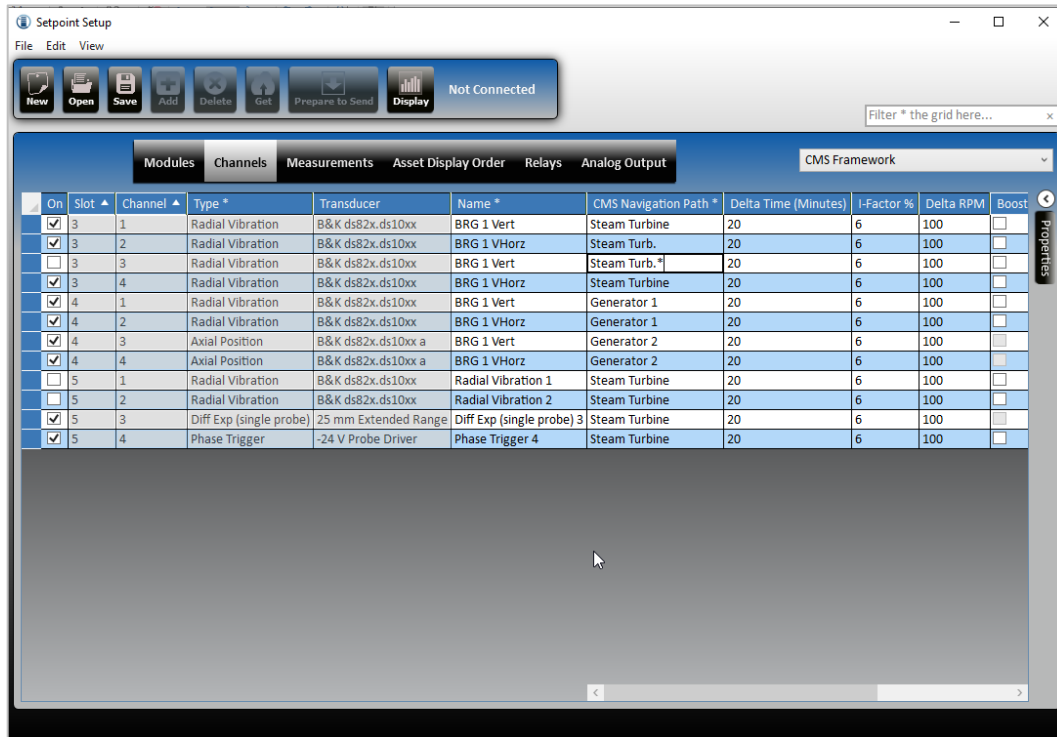 Setpoint Setup
File Edit View
New Open Save Add Delete Get Prepare to Send Display Not Connected
Filter * the grid here... ×
Modules Channels Measurements Asset Display Order Relays Analog Output CMS Framework
On Slot Channel Type * Transducer Name * CMS Navigation Path * Delta Time (Minutes) I-Factor % Delta RPM Boost
3 1 Radial Vibration B&K ds82x.ds10xx BRG 1 Vert Steam Turbine 20 6 100
3 2 Radial Vibration B&K ds82x.ds10xx BRG 1 VHorz Steam Turb. 20 6 100
3 3 Radial Vibration B&K ds82x.ds10xx BRG 1 Vert Steam Turb.* 20 6 100
3 4 Radial Vibration B&K ds82x.ds10xx BRG 1 VHorz Steam Turbine 20 6 100
4 1 Radial Vibration B&K ds82x.ds10xx BRG 1 Vert Generator 1 20 6 100
4 2 Radial Vibration B&K ds82x.ds10xx BRG 1 VHorz Generator 1 20 6 100
4 3 Axial Position B&K ds82x.ds10xx a BRG 1 Vert Generator 2 20 6 100
4 4 Axial Position B&K ds82x.ds10xx a BRG 1 VHorz Generator 2 20 6 100
5 1 Radial Vibration B&K ds82x.ds10xx Radial Vibration 1 Steam Turbine 20 6 100
5 2 Radial Vibration B&K ds82x.ds10xx Radial Vibration 2 Steam Turbine 20 6 100
5 3 Diff Exp (single probe) 25 mm Extended Range Diff Exp (single probe) 3 Steam Turbine 20 6 100
5 4 Phase Trigger -24 V Probe Driver Phase Trigger 4 Steam Turbine 20 6 100
Properties